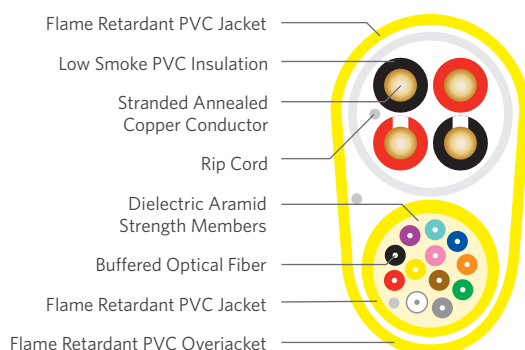 Flame Retardant PVC Jacket
Low Smoke PVC Insulation
Stranded Annealed
Copper Conductor
Rip Cord
Dielectric Aramid
Strength Members
Buffered Optical Fiber
Flame Retardant PVC Jacket
Flame Retardant PVC Overjacket